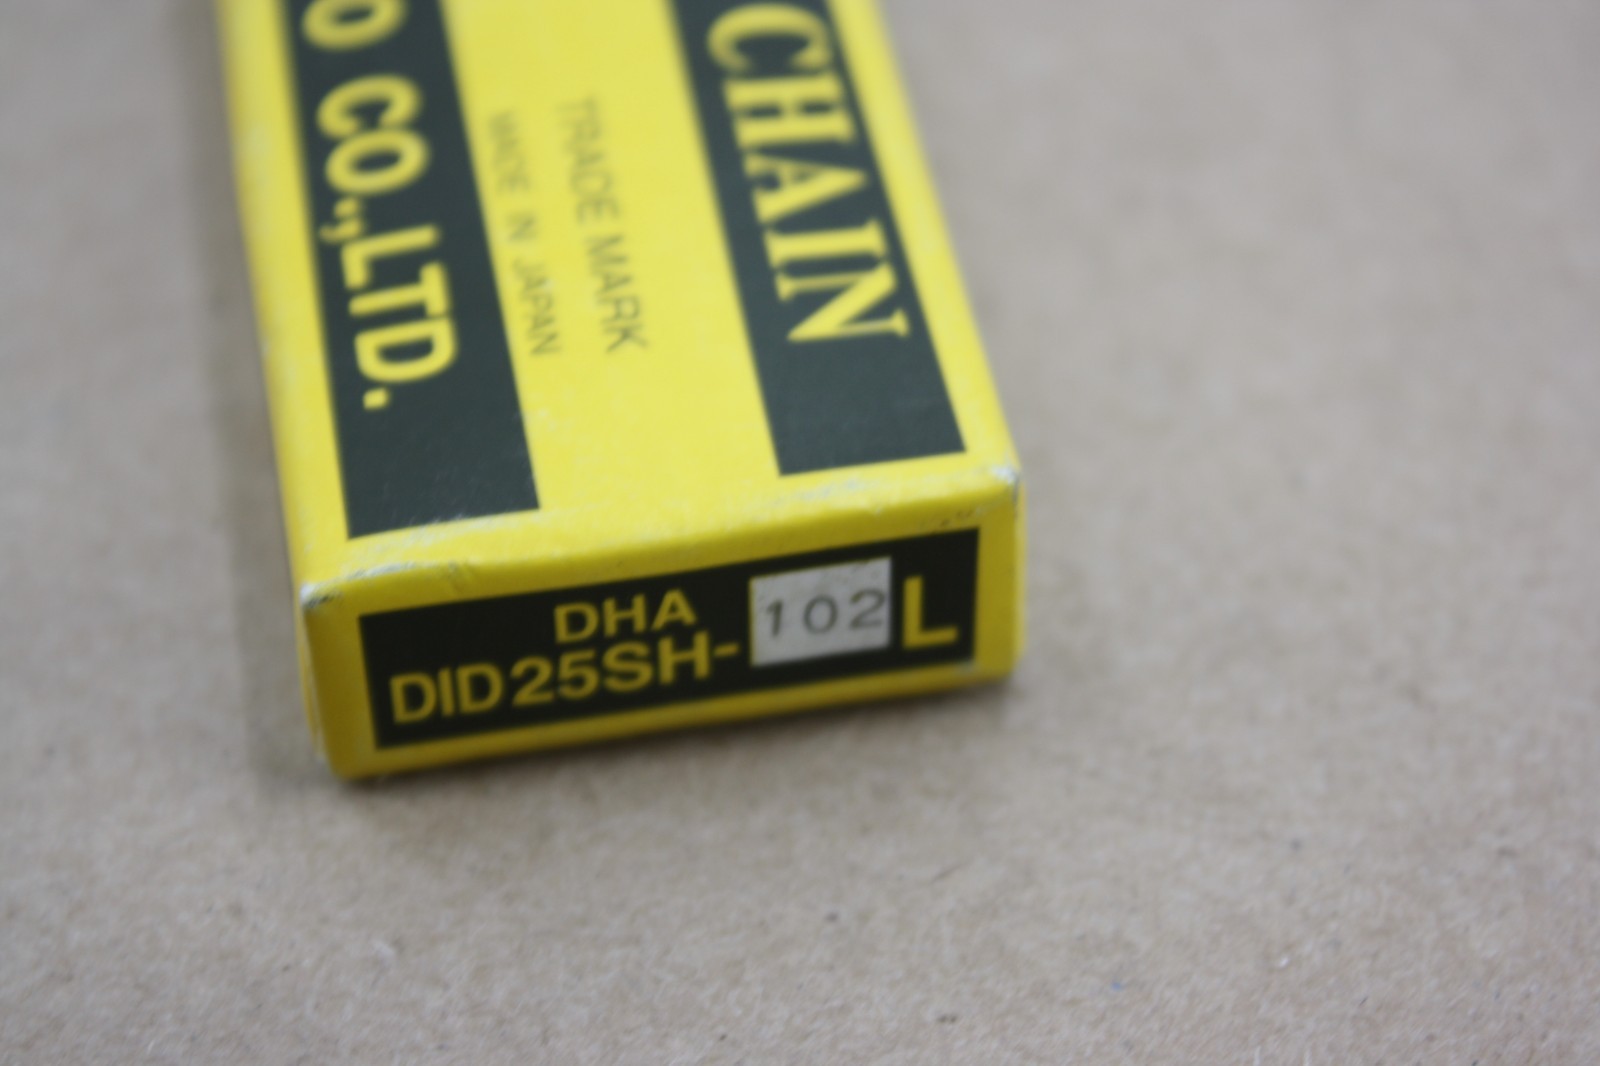 CHAIN
TRADE MARK
MADE IN JAPAN
O CO.,LTD.
DHA
DID25SH-102L